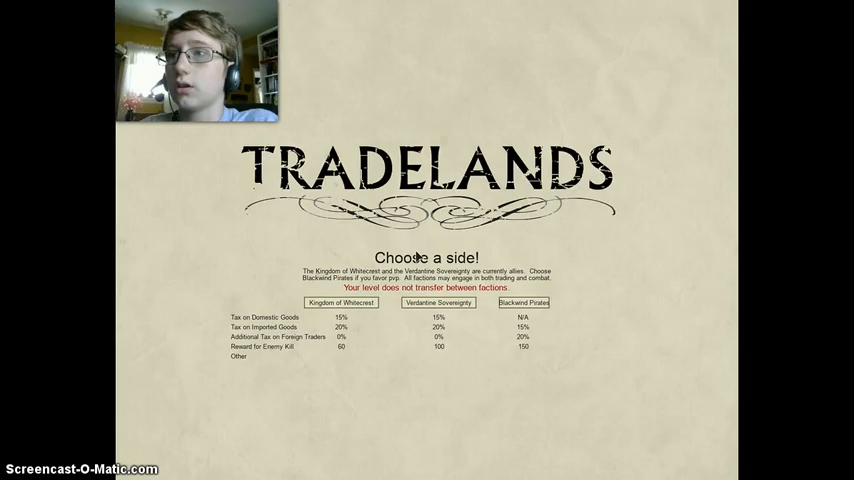 TRADELANDS
Choose a side!
The Kingdom of Whitecrest and the Verdantine Sovereignty are currently allies. Choose
Blackwind Pirates if you favor pvp. All factions may engage in both trading and combat.
Your level does not transfer between factions.
Kingdom of Whitecrest Verdantine Sovereignty Blackwind Pirates
Tax on Domestic Goods 15% 15% N/A
Tax on Imported Goods 20% 20% 15%
Additional Tax on Foreign Traders 0% 0% 20%
Reward for Enemy Kill 60 100 150
Other
Screencast-O-Matic.com